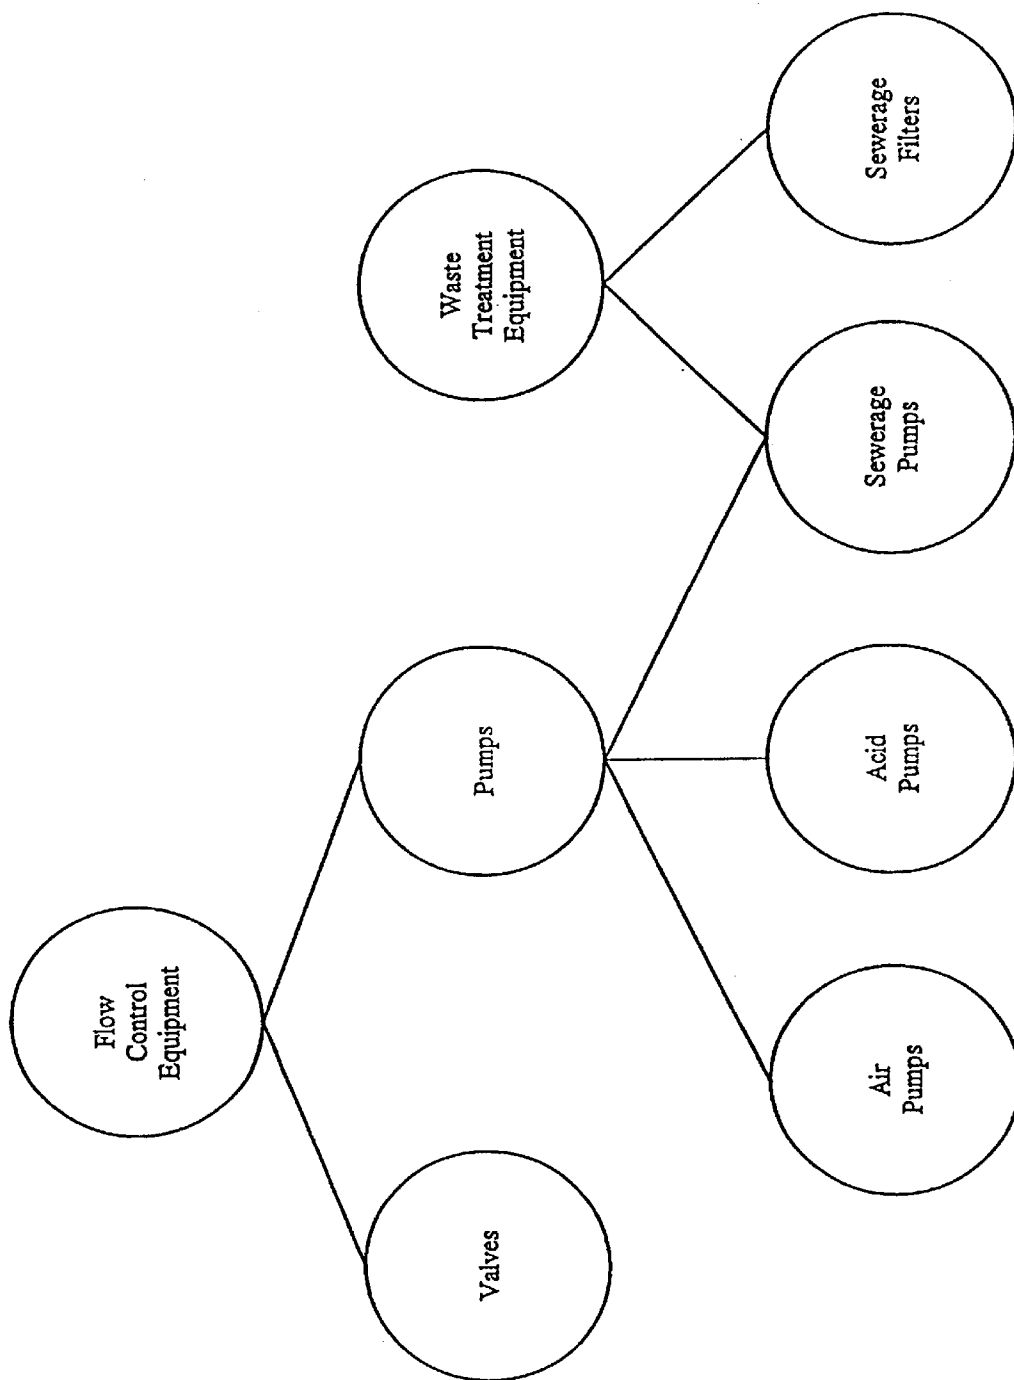 Flow
Control
Equipment
Valves
Pumps
Waste
Treatment
Equipment
Air
Pumps
Acid
Pumps
Sewerage
Pumps
Sewerage
Filters